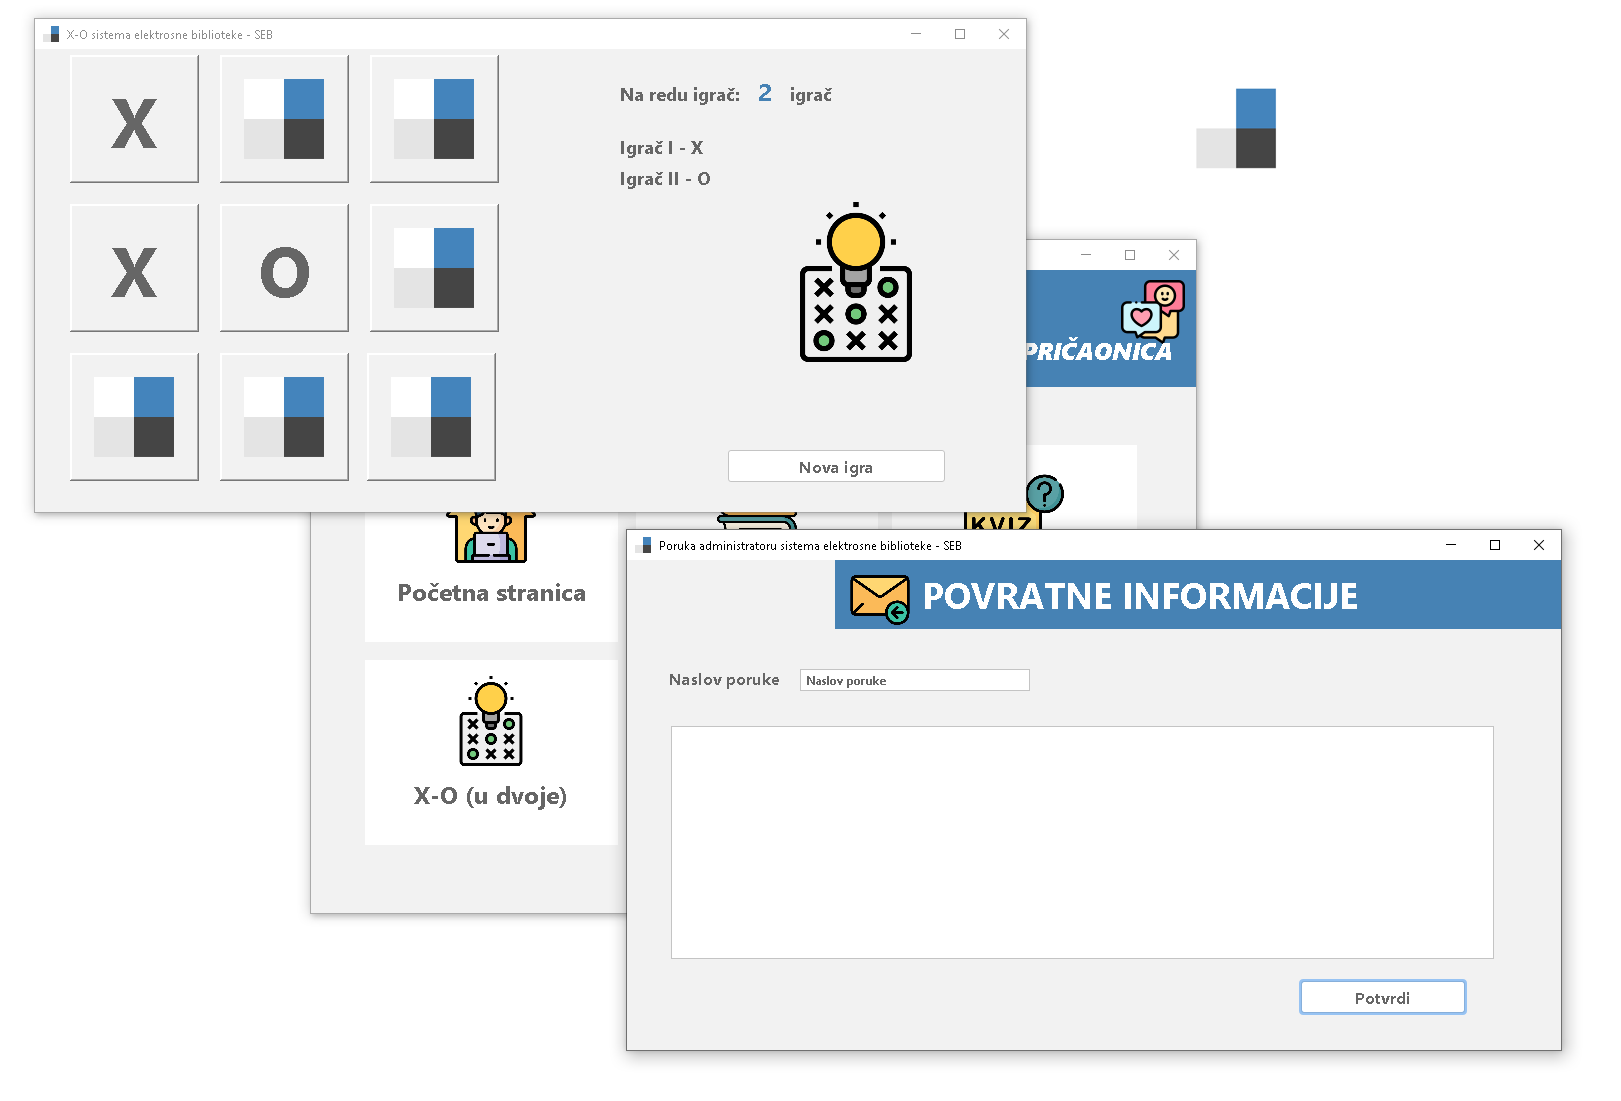 X-O sistema elektrosne biblioteke - SEB
X
X
O
Na redu igrač: 2 igrač
Igrač I - X
Igrač II - O
Nova igra
PRIČAONICA
KVIZ
Početna stranica
X-O (u dvoje)
Poruka administratoru sistema elektrosne biblioteke - SEB
POVRATNE INFORMACIJE
Naslov poruke
Naslov poruke
Potvrdi